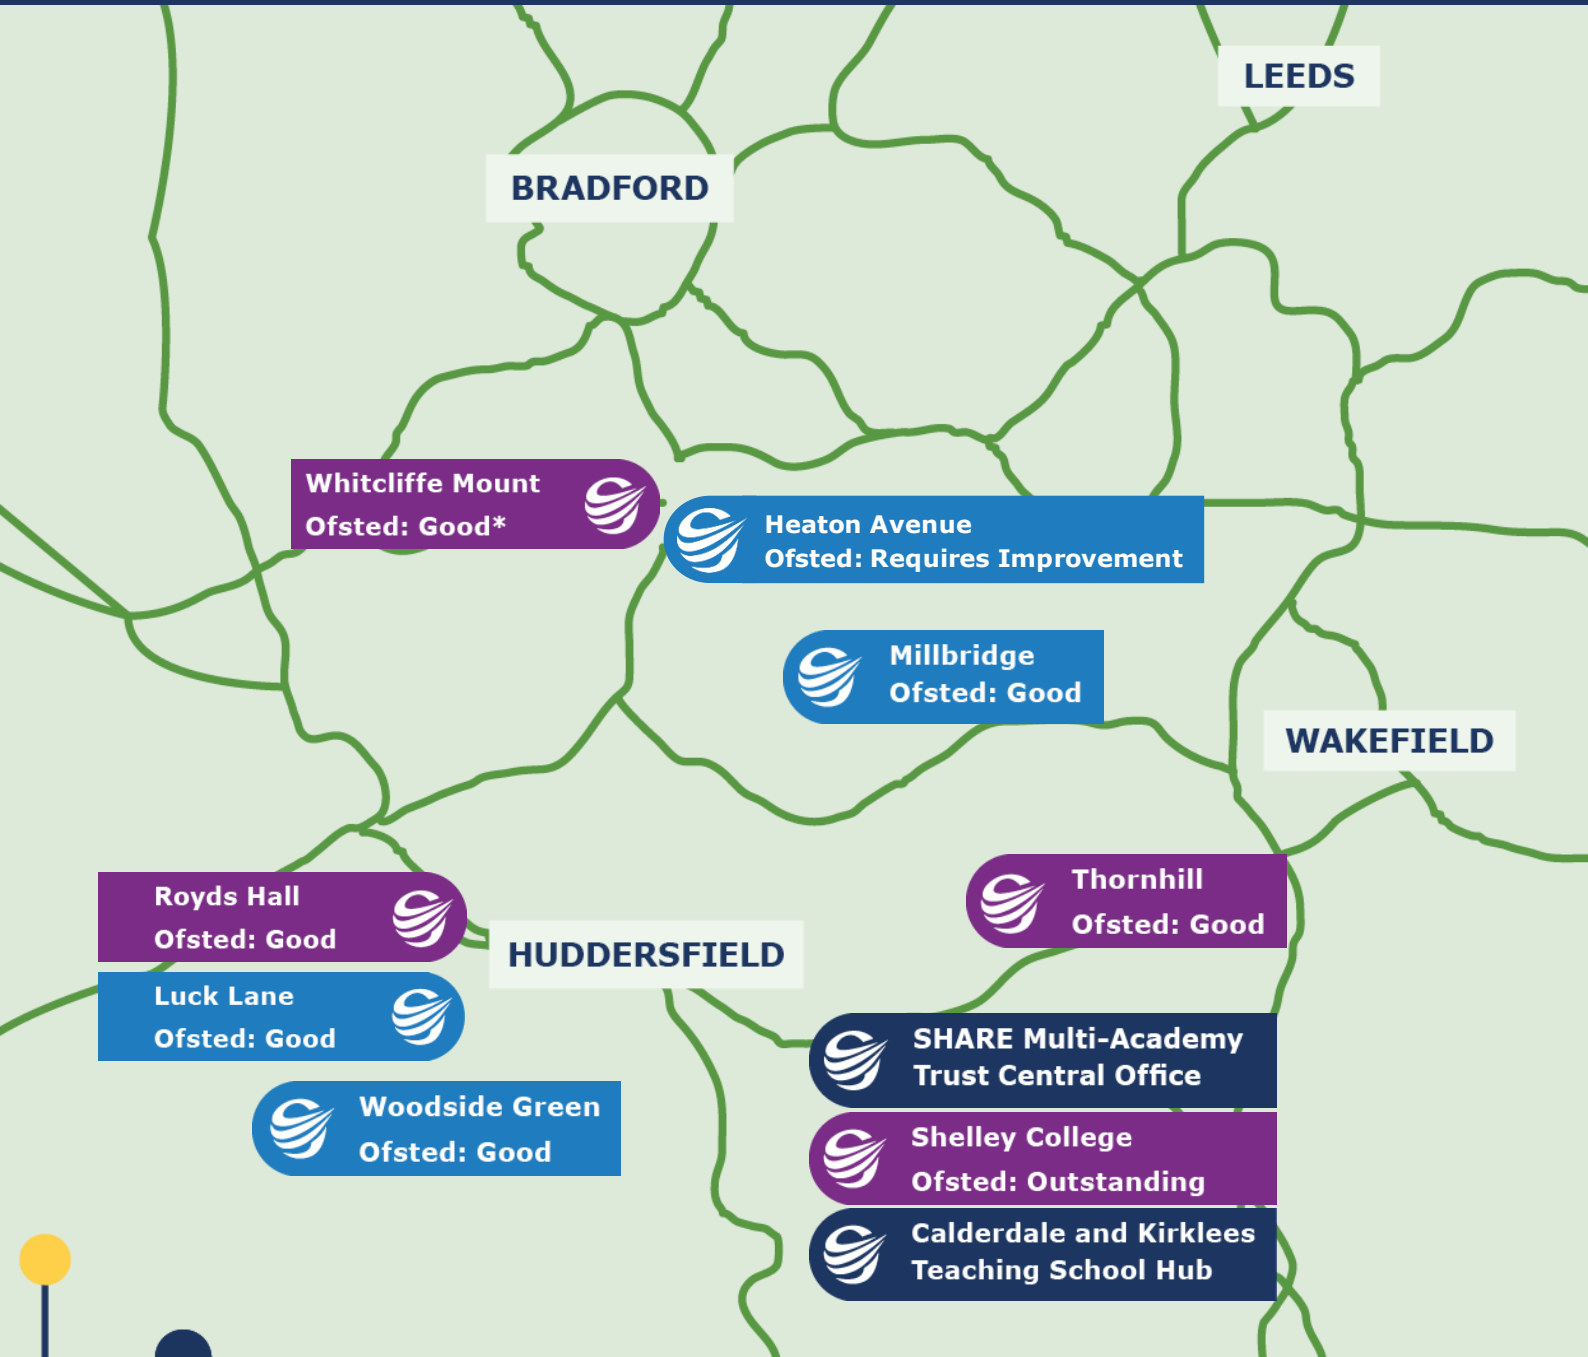 LEEDS
BRADFORD
Whitcliffe Mount
Ofsted: Good*
Heaton Avenue
Ofsted: Requires Improvement
Millbridge
Ofsted: Good
WAKEFIELD
Thornhill
Ofsted: Good
Royds Hall
Ofsted: Good
HUDDERSFIELD
Luck Lane
Ofsted: Good
SHARE Multi-Academy
Trust Central Office
Woodside Green
Ofsted: Good
Shelley College
Ofsted: Outstanding
Calderdale and Kirklees
Teaching School Hub